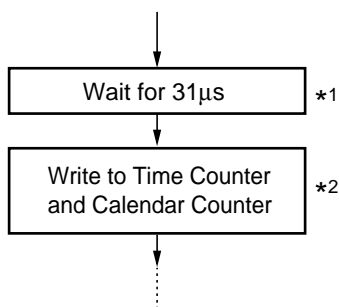 Wait for 31μs
*1
Write to Time Counter
and Calendar Counter
*2